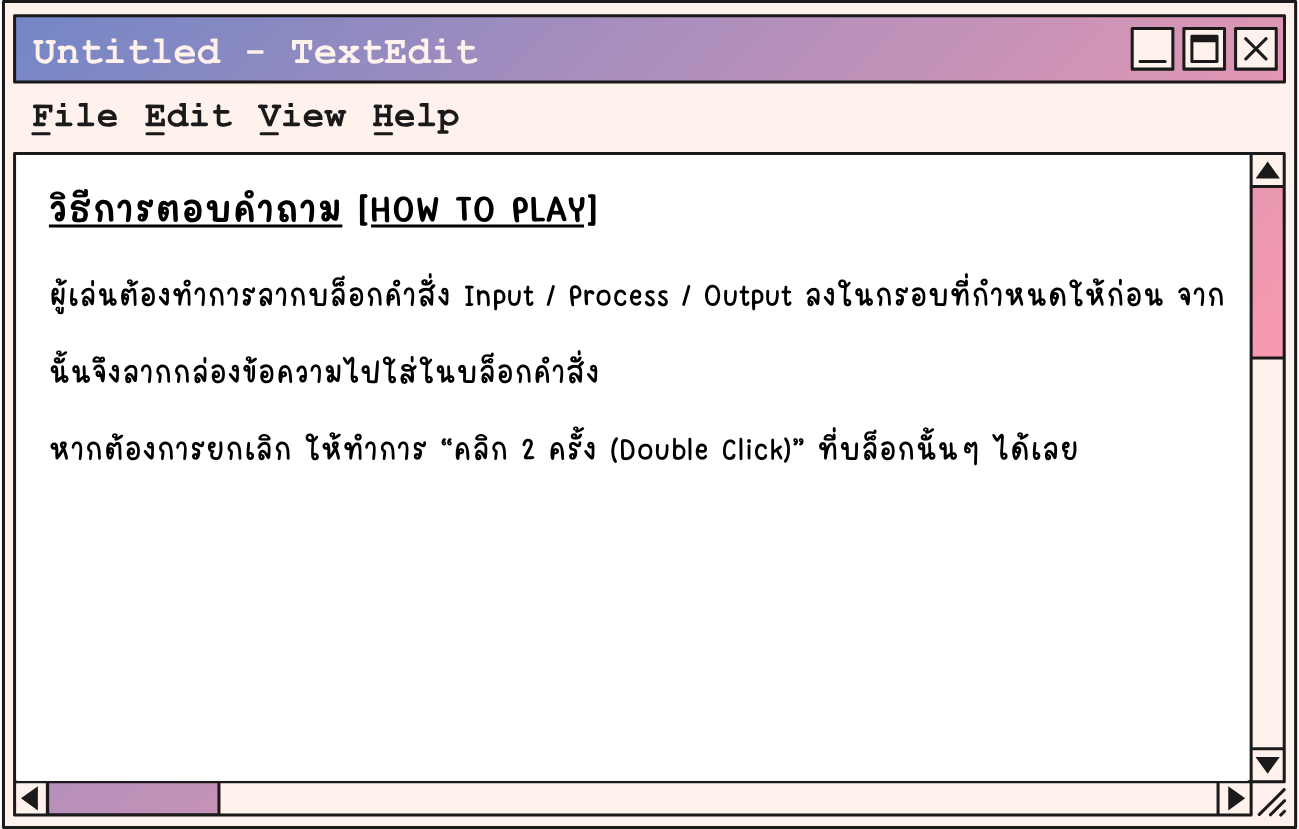 Untitled - TextEdit
File Edit View Help
วิธีการตอบคำถาม [HOW TO PLAY]
ผู้เล่นต้องทำการลากบล็อกคำสั่ง Input / Process / Output ลงในกรอบที่กำหนดให้ก่อน จาก
นั้นจึงลากกล่องข้อความไปใส่ในบล็อกคำสั่ง
หากต้องการยกเลิก ให้ทำการ “คลิก 2 ครั้ง (Double Click)” ที่บล็อกนั้นๆ ได้เลย